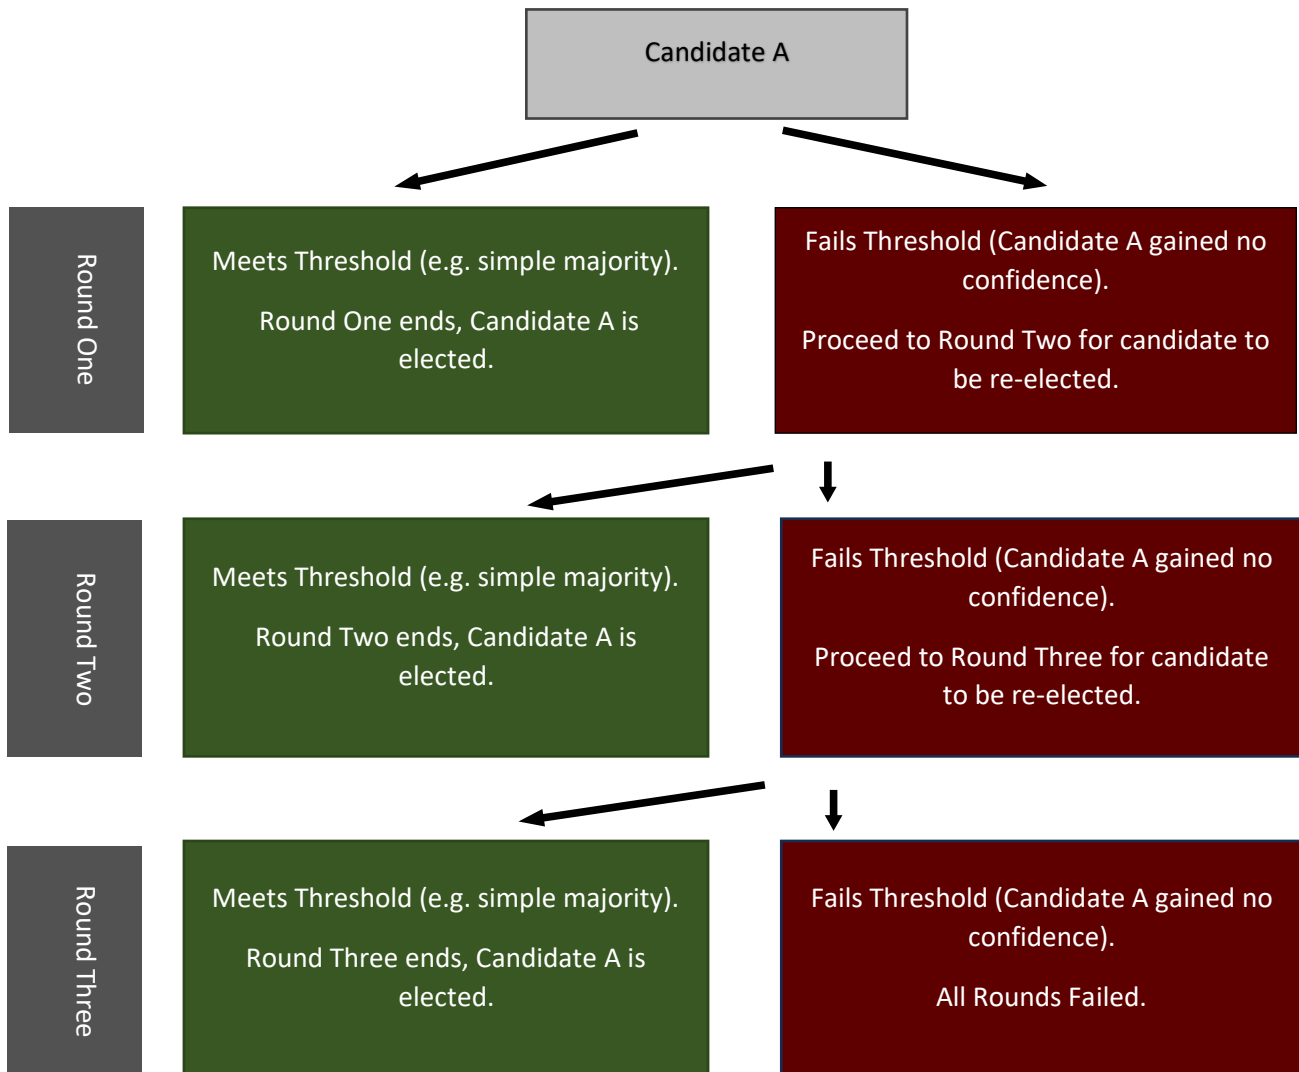 Candidate A
Round One
Meets Threshold (e.g. simple majority).
Round One ends, Candidate A is
elected.
Fails Threshold (Candidate A gained no
confidence).
Proceed to Round Two for candidate to
be re-elected.
Round Two
Meets Threshold (e.g. simple majority).
Round Two ends, Candidate A is
elected.
Fails Threshold (Candidate A gained no
confidence).
Proceed to Round Three for candidate
to be re-elected.
Round Three
Meets Threshold (e.g. simple majority).
Round Three ends, Candidate A is
elected.
Fails Threshold (Candidate A gained no
confidence).
All Rounds Failed.